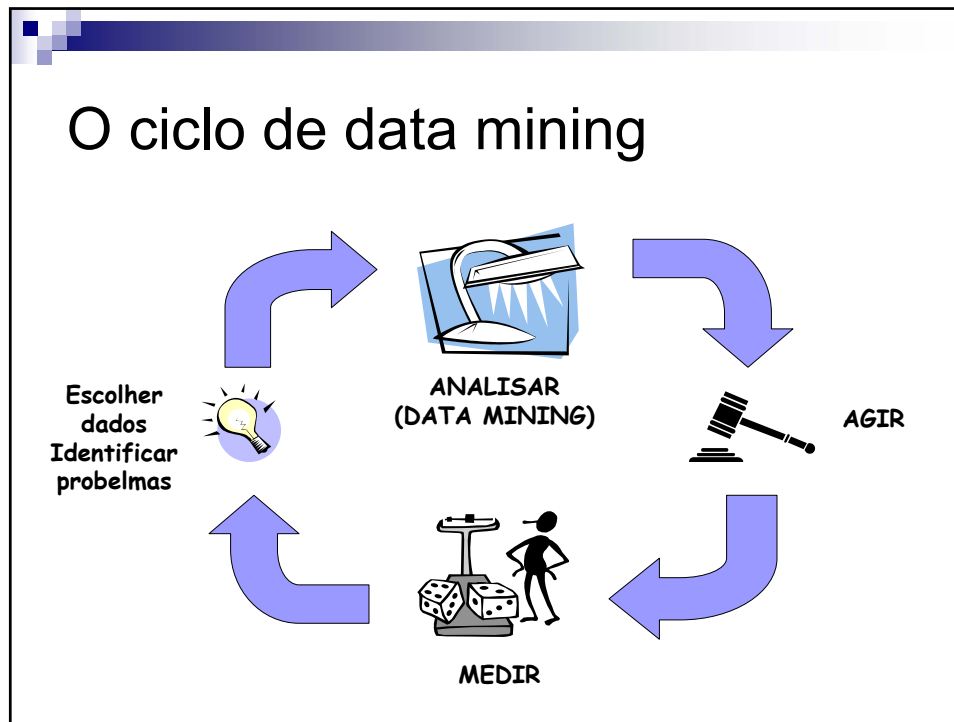 O ciclo de data mining
Escolher
dados
Identificar
probelmas
ANALISAR
(DATA MINING)
AGIR
MEDIR